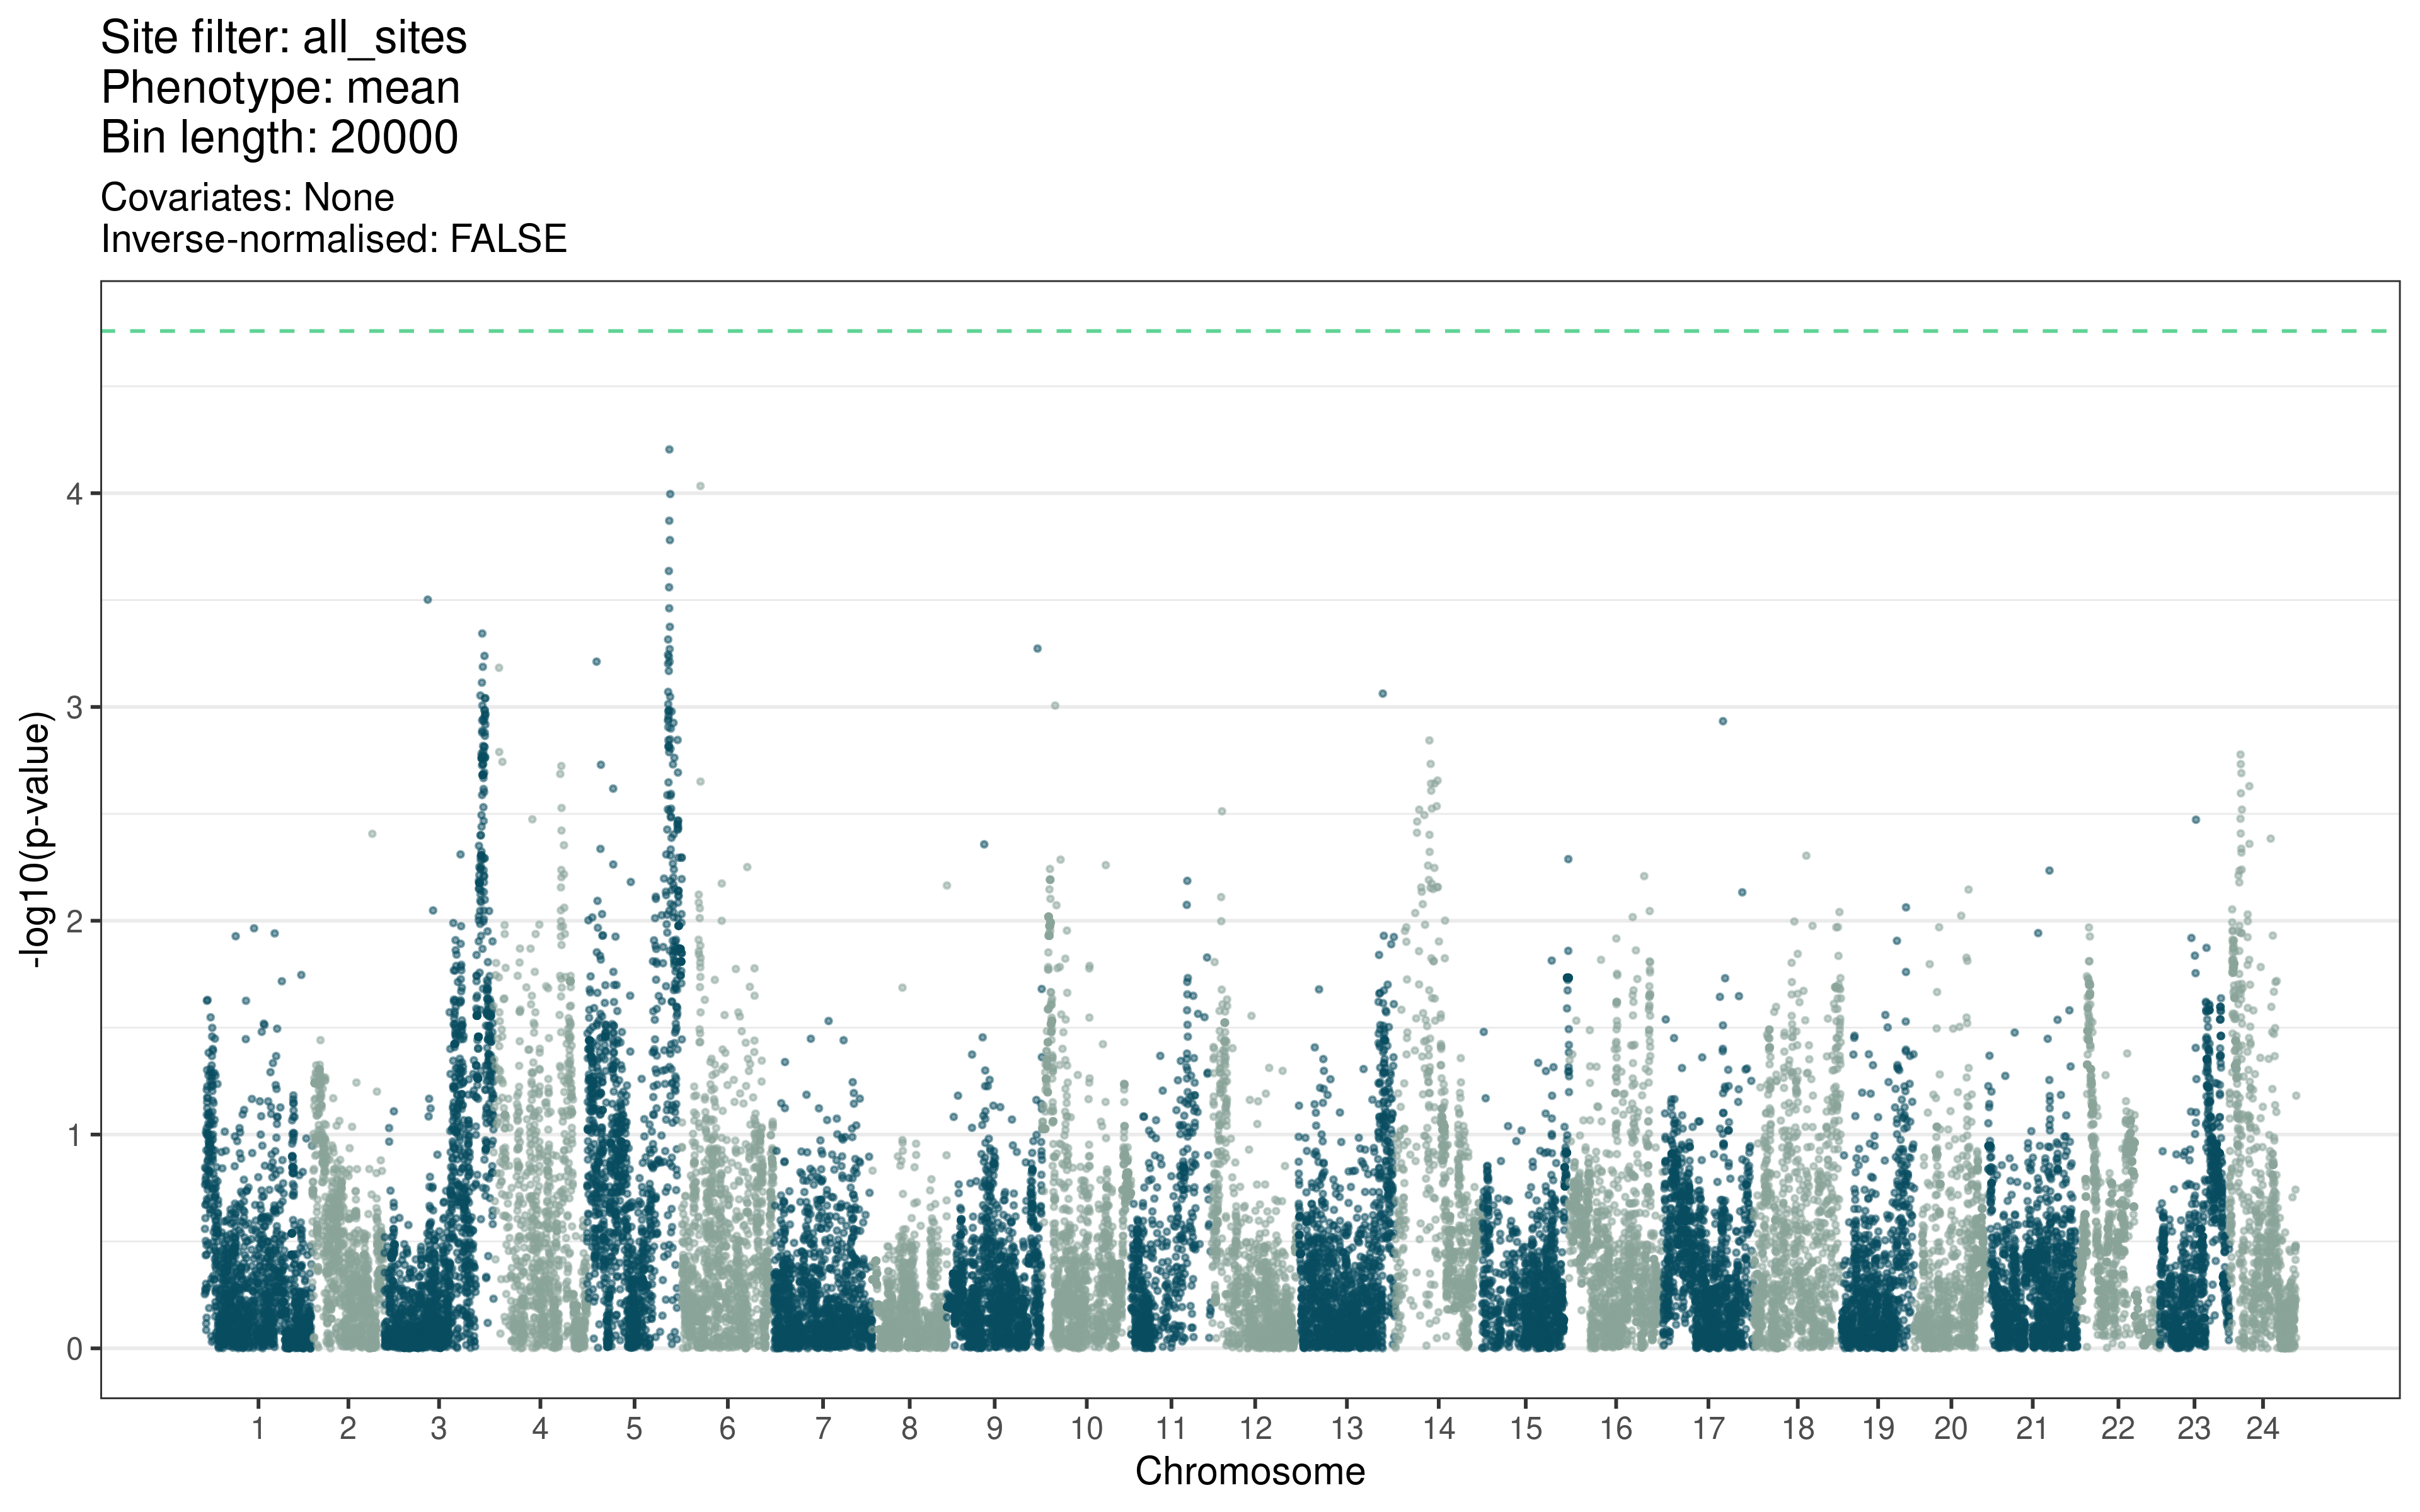 Site filter: all_sites
Phenotype: mean
Bin length: 20000
Covariates: None
Inverse-normalised: FALSE
-log10(p-value)
4
3
2
1
0
1 2 3 4 5 6 7 8 9 10 11 12 13 14 15 16 17 18 19 20 21 22 23 24
Chromosome